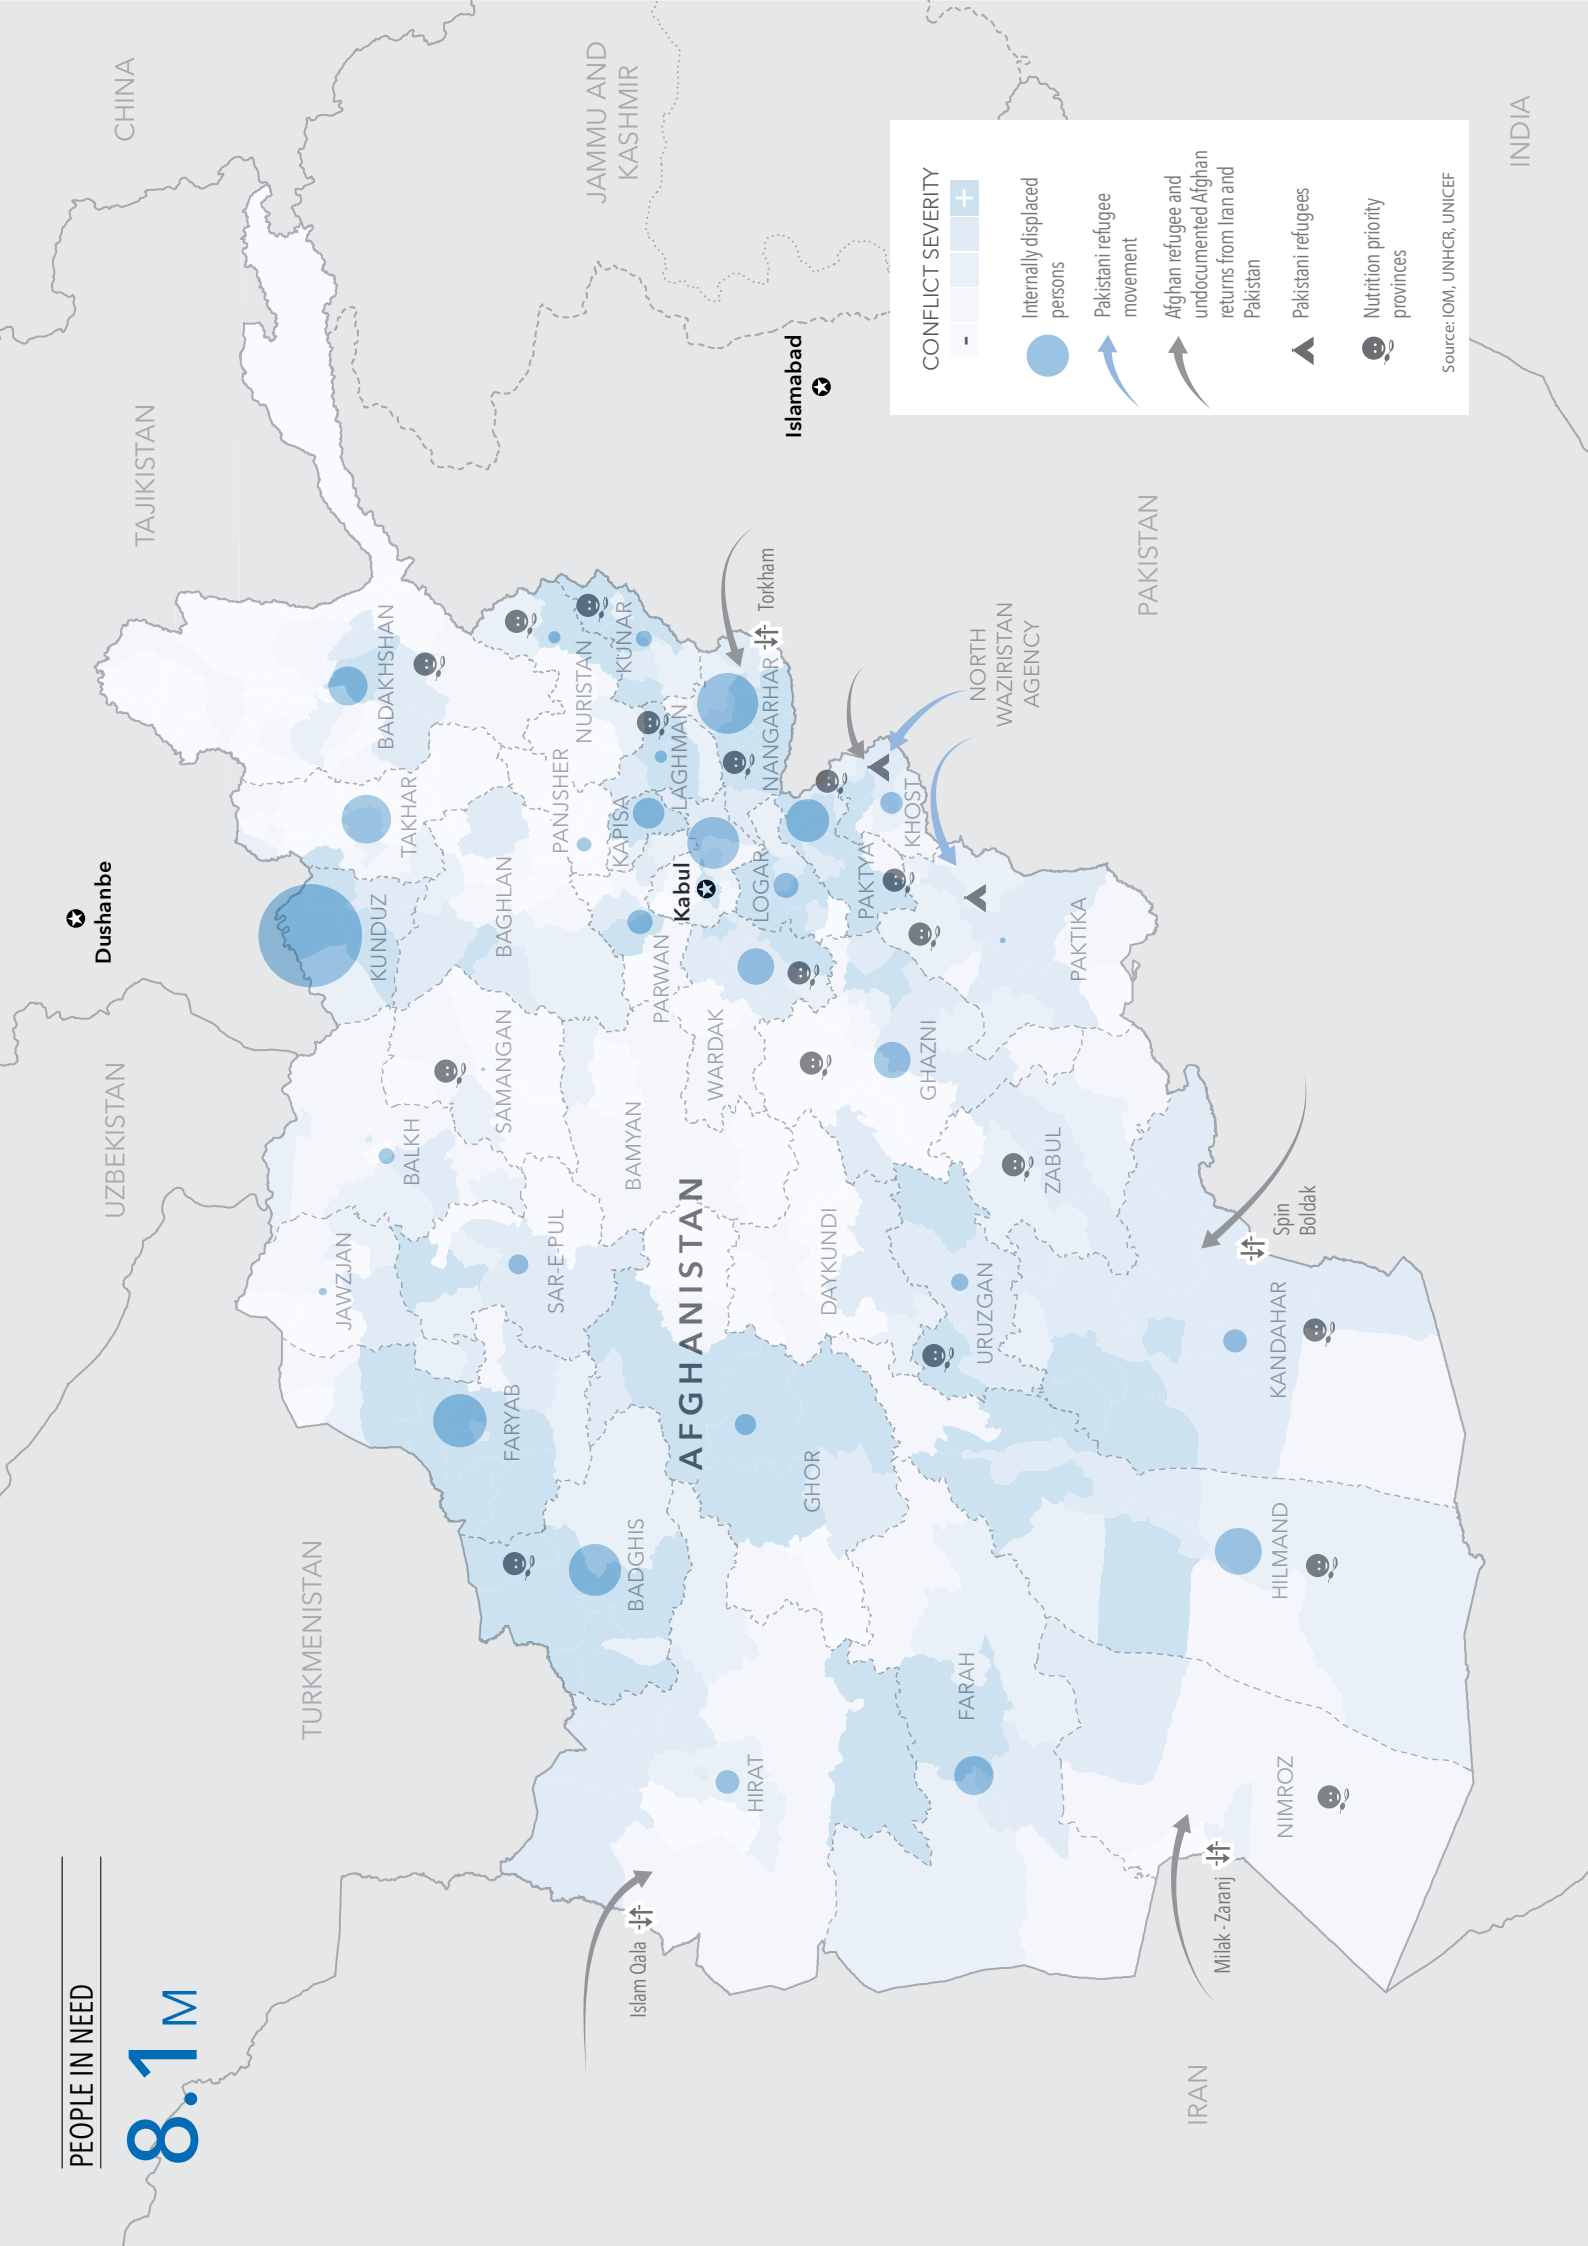 PEOPLE IN NEED
8.1 M
CHINA
TAJIKISTAN
Dushanbe
UZBEKISTAN
TURKMENISTAN
JAMMU AND
KASHMIR
Islamabad
INDIA
PAKISTAN
IRAN
NORTH
WAZIRISTAN
AGENCY
AFGHANISTAN
Kabul
BADAKHSHAN
TAKHAR
KUNDUZ
BAGHLAN
BALKH
SAMANGAN
JAWZJAN
SAR-E-PUL
FARYAB
BADGHIS
NURISTAN
KUNAR
PANJSHER
KAPISA
LAGHMAN
NANGARHAR
PARWAN
WARDAK
BAMYAN
LOGAR
PAKTYA
KHOST
PAKTIKA
GHAZNI
DAYKUNDI
URUZGAN
ZABUL
GHOR
HIRAT
FARAH
KANDAHAR
HILMAND
NIMROZ
Torkham
Spin
Boldak
Islam Qala
Milak - Zaranj
CONFLICT SEVERITY
- +
Internally displaced
persons
Pakistani refugee
movement
Afghan refugee and
undocumented Afghan
returns from Iran and
Pakistan
Pakistani refugees
Nutrition priority
provinces
Source: IOM, UNHCR, UNICEF